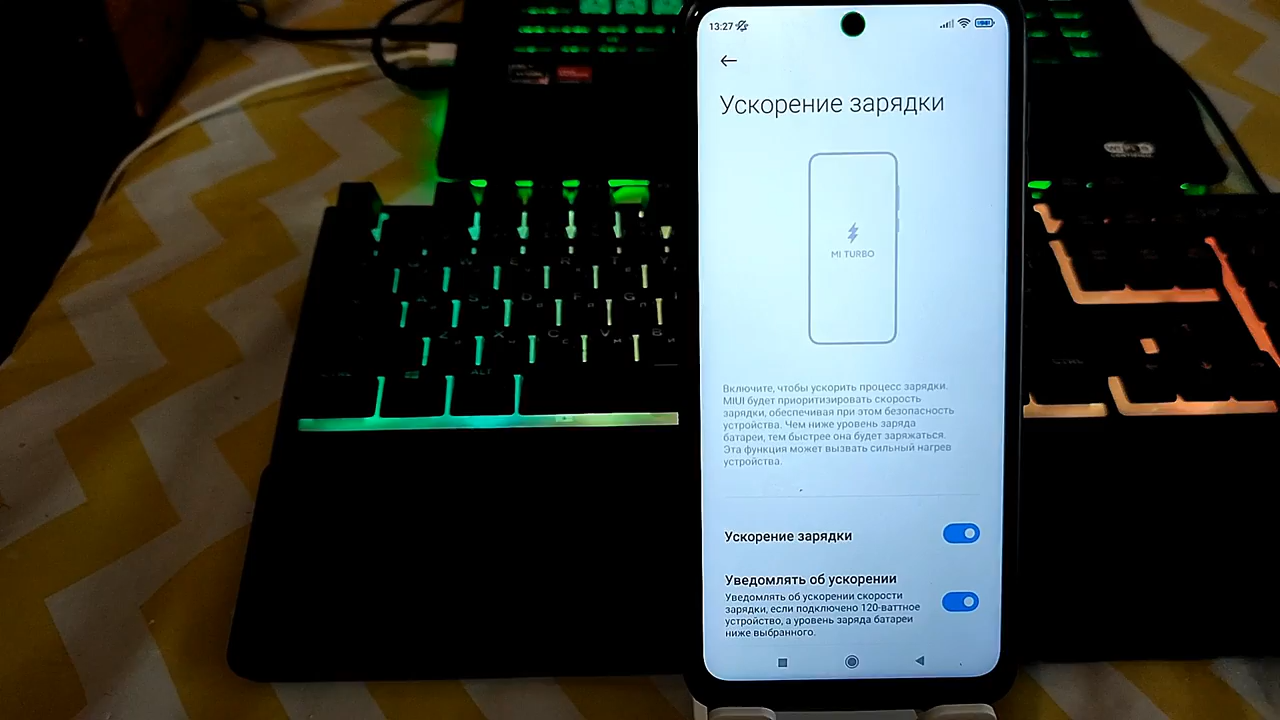 13:27
Ускорение зарядки
MI TURBO
Включите, чтобы ускорить процесс зарядки.
MIUI будет приоритизировать скорость
зарядки, обеспечивая при этом безопасность
устройства. Чем ниже уровень заряда
батареи, тем быстрее она будет заряжаться.
Эта функция может вызвать сильный нагрев
устройства.
Ускорение зарядки
Уведомлять об ускорении
Уведомлять об ускорении скорости
зарядки, если подключено 120-ваттное
устройство, а уровень заряда батареи
ниже выбранного.
ALT
CTRL